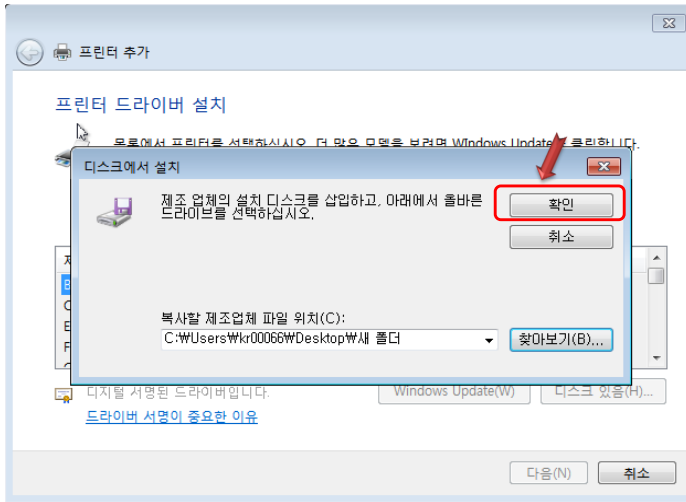 프린터 추가
프린터 드라이버 설치
목록에서 프린터를 선택하십시오. 더 많은 모델을 보려면 Windows Update 클릭합니다.
디스크에서 설치
제조 업체의 설치 디스크를 삽입하고, 아래에서 올바른
드라이브를 선택하십시오.
확인
취소
복사할 제조업체 파일 위치(C):
C:₩Users₩kr00066₩Desktop₩새 폴더
찾아보기(B)...
B
C
E
F
디지털 서명된 드라이버입니다.
Windows Update(W)
디스크 있음(H)...
드라이버 서명이 중요한 이유
다음(N)
취소